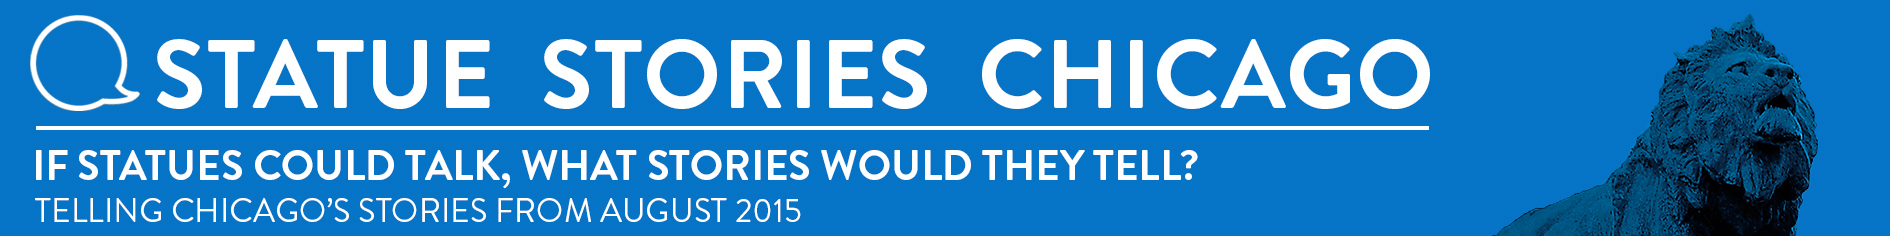 STATUE STORIES CHICAGO
IF STATUES COULD TALK, WHAT STORIES WOULD THEY TELL?
TELLING CHICAGO'S STORIES FROM AUGUST 2015